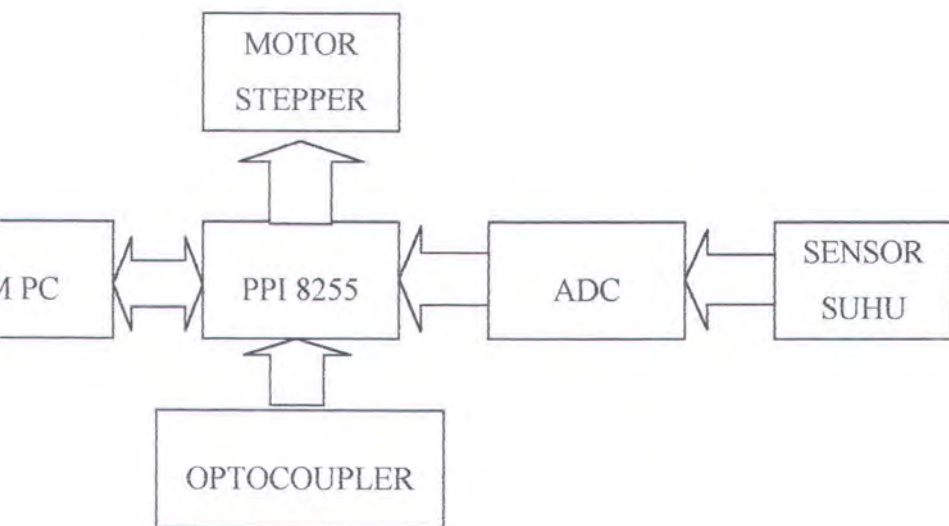 MOTOR
STEPPER
PC
PPI 8255
ADC
SENSOR
SUHU
OPTOCOUPLER